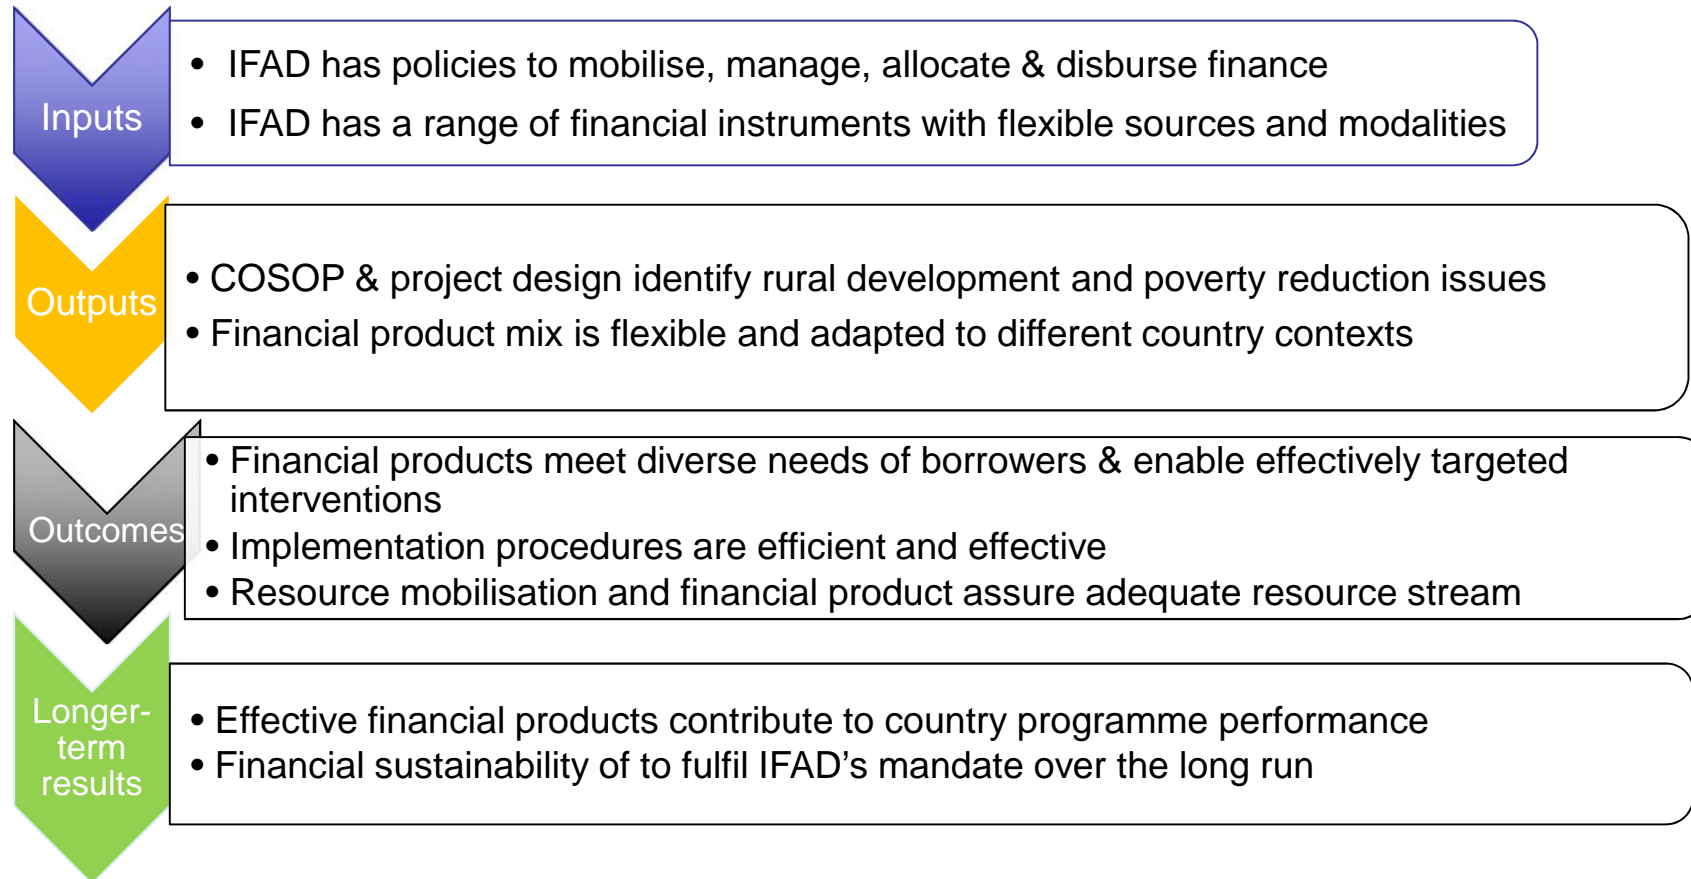 Inputs
• IFAD has policies to mobilise, manage, allocate & disburse finance
• IFAD has a range of financial instruments with flexible sources and modalities
Outputs
• COSOP & project design identify rural development and poverty reduction issues
• Financial product mix is flexible and adapted to different country contexts
Outcomes
• Financial products meet diverse needs of borrowers & enable effectively targeted
interventions
• Implementation procedures are efficient and effective
• Resource mobilisation and financial product assure adequate resource stream
Longer-
term
results
• Effective financial products contribute to country programme performance
• Financial sustainability of to fulfil IFAD’s mandate over the long run